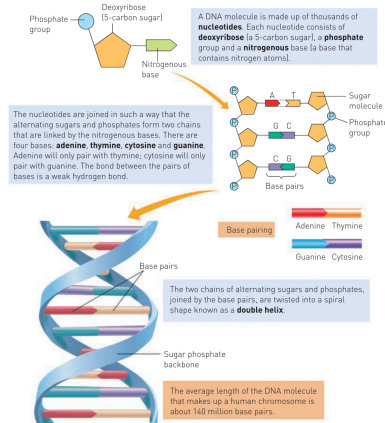 Deoxyribose
(5-carbon sugar)
Phosphate
group
Nitrogenous
base
A DNA molecule is made up of thousands of
nucleotides. Each nucleotide consists of
deoxyribose (a 5-carbon sugar), a phosphate
group and a nitrogenous base (a base that
contains nitrogen atoms).
The nucleotides are joined in such a way that the
alternating sugars and phosphates form two chains
that are linked by the nitrogenous bases. There are
four bases: adenine, thymine, cytosine and guanine.
Adenine will only pair with thymine; cytosine will only
pair with guanine. The bond between the pairs of
bases is a weak hydrogen bond.
P P
A T
Sugar
molecule
Phosphate
group
P P
G C
P P
C G
P P
Base pairs
Base pairing
Adenine Thymine
Guanine Cytosine
Base pairs
The two chains of alternating sugars and phosphates,
joined by the base pairs, are twisted into a spiral
shape known as a double helix.
Sugar phosphate
backbone
The average length of the DNA molecule
that makes up a human chromosome is
about 140 million base pairs.